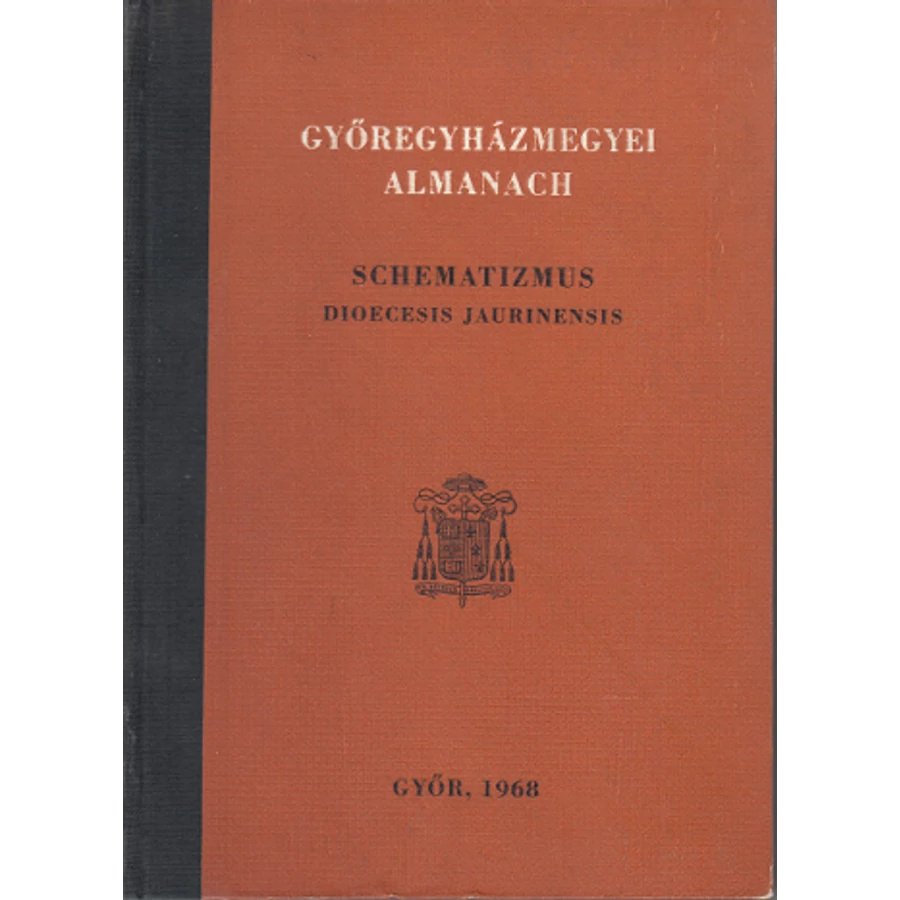 GYŐREGYHÁZMEGYEI
ALMANACH
SCHEMATIZMUS
DIOECESIS JAURINENSIS
GYŐR, 1968